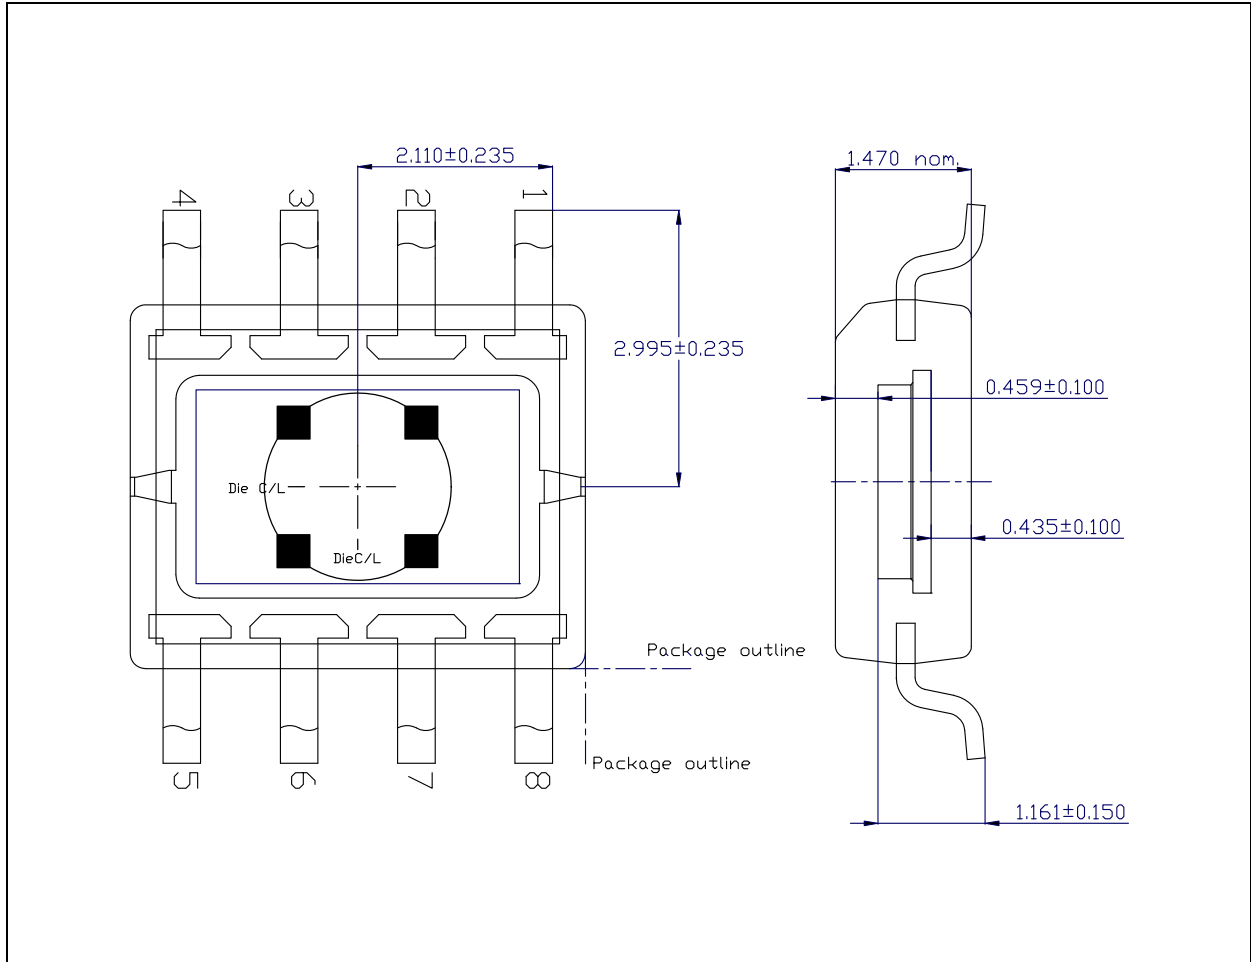 2.110±0.235
1.470 nom.
4
3
2
1
2.995±0.235
0.459±0.100
Die C/L
0.435±0.100
DieC/L
Package outline
Package outline
5
6
7
8
1.161±0.150